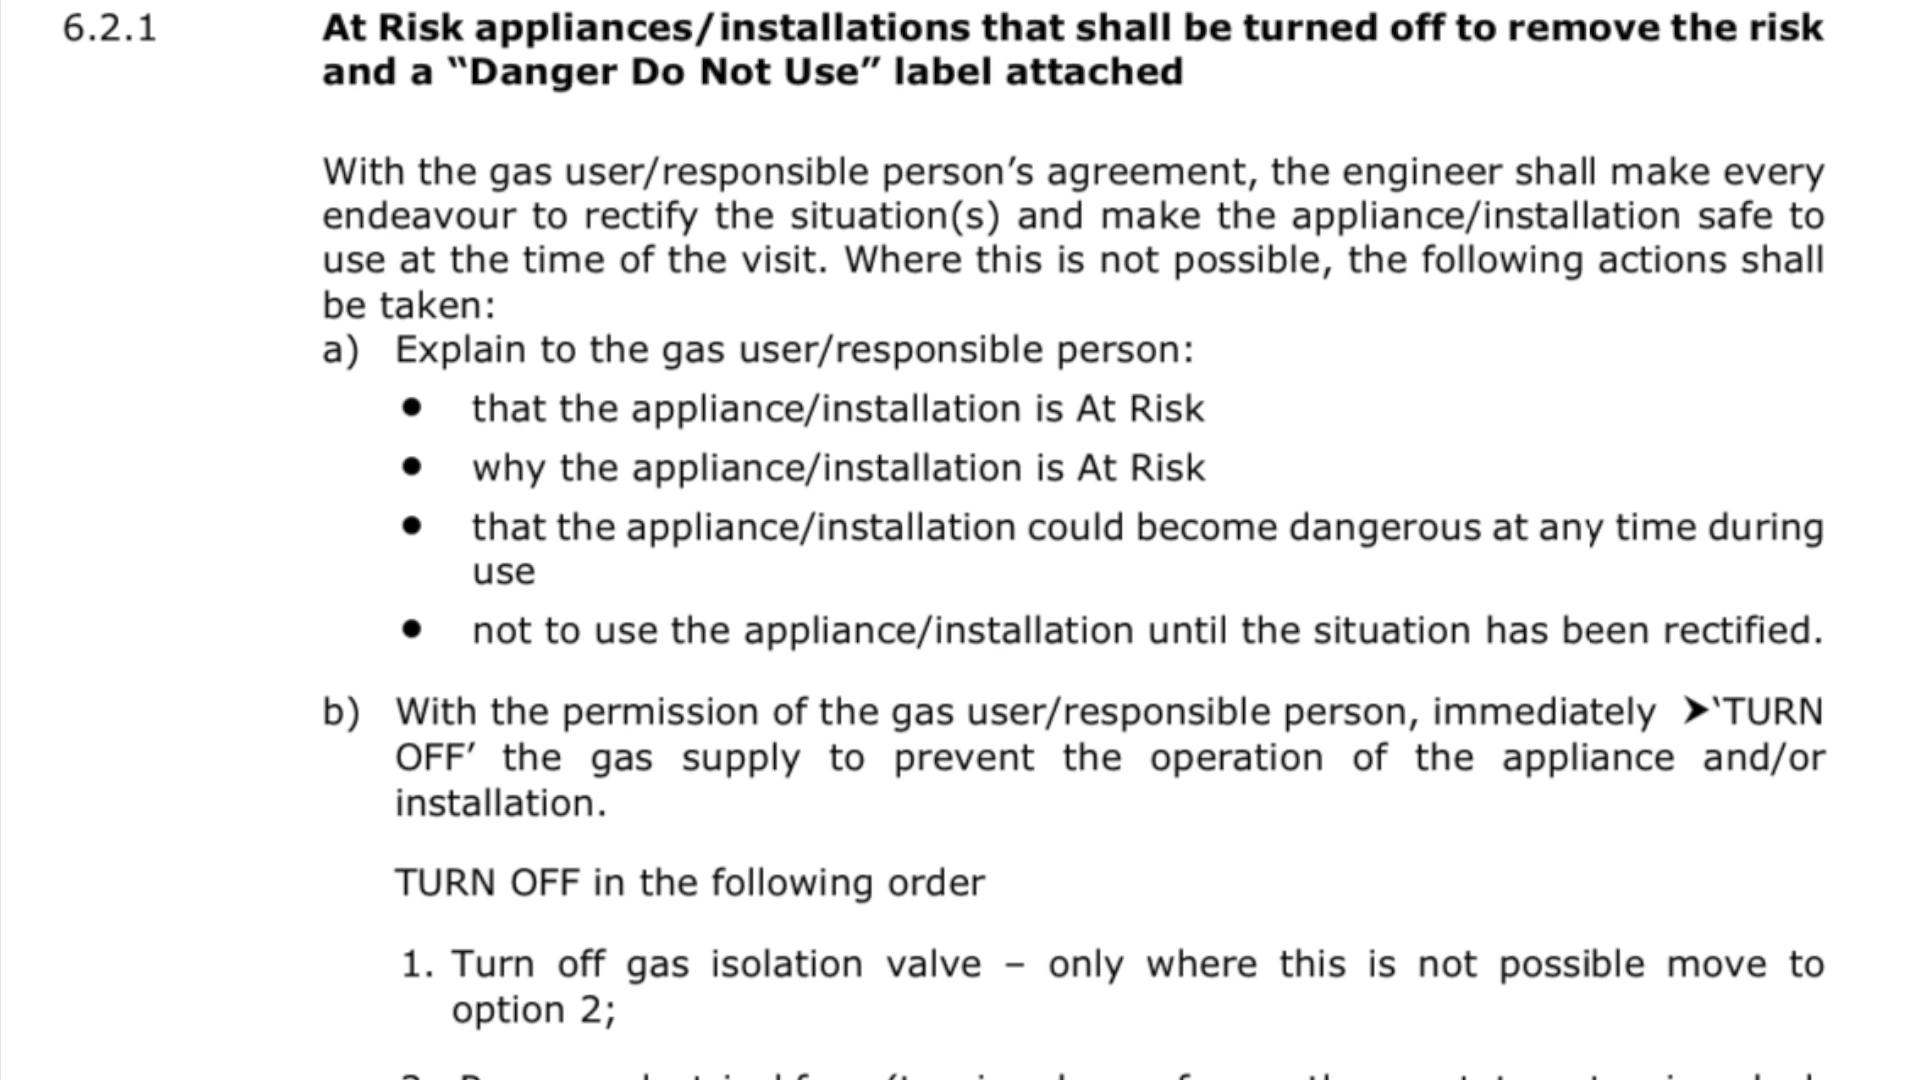 6.2.1 At Risk appliances/installations that shall be turned off to remove the risk
and a “Danger Do Not Use” label attached
With the gas user/responsible person’s agreement, the engineer shall make every
endeavour to rectify the situation(s) and make the appliance/installation safe to
use at the time of the visit. Where this is not possible, the following actions shall
be taken:
a) Explain to the gas user/responsible person:
● that the appliance/installation is At Risk
● why the appliance/installation is At Risk
● that the appliance/installation could become dangerous at any time during
use
● not to use the appliance/installation until the situation has been rectified.
b) With the permission of the gas user/responsible person, immediately ➤‘TURN
OFF’ the gas supply to prevent the operation of the appliance and/or
installation.
TURN OFF in the following order
1. Turn off gas isolation valve – only where this is not possible move to
option 2;